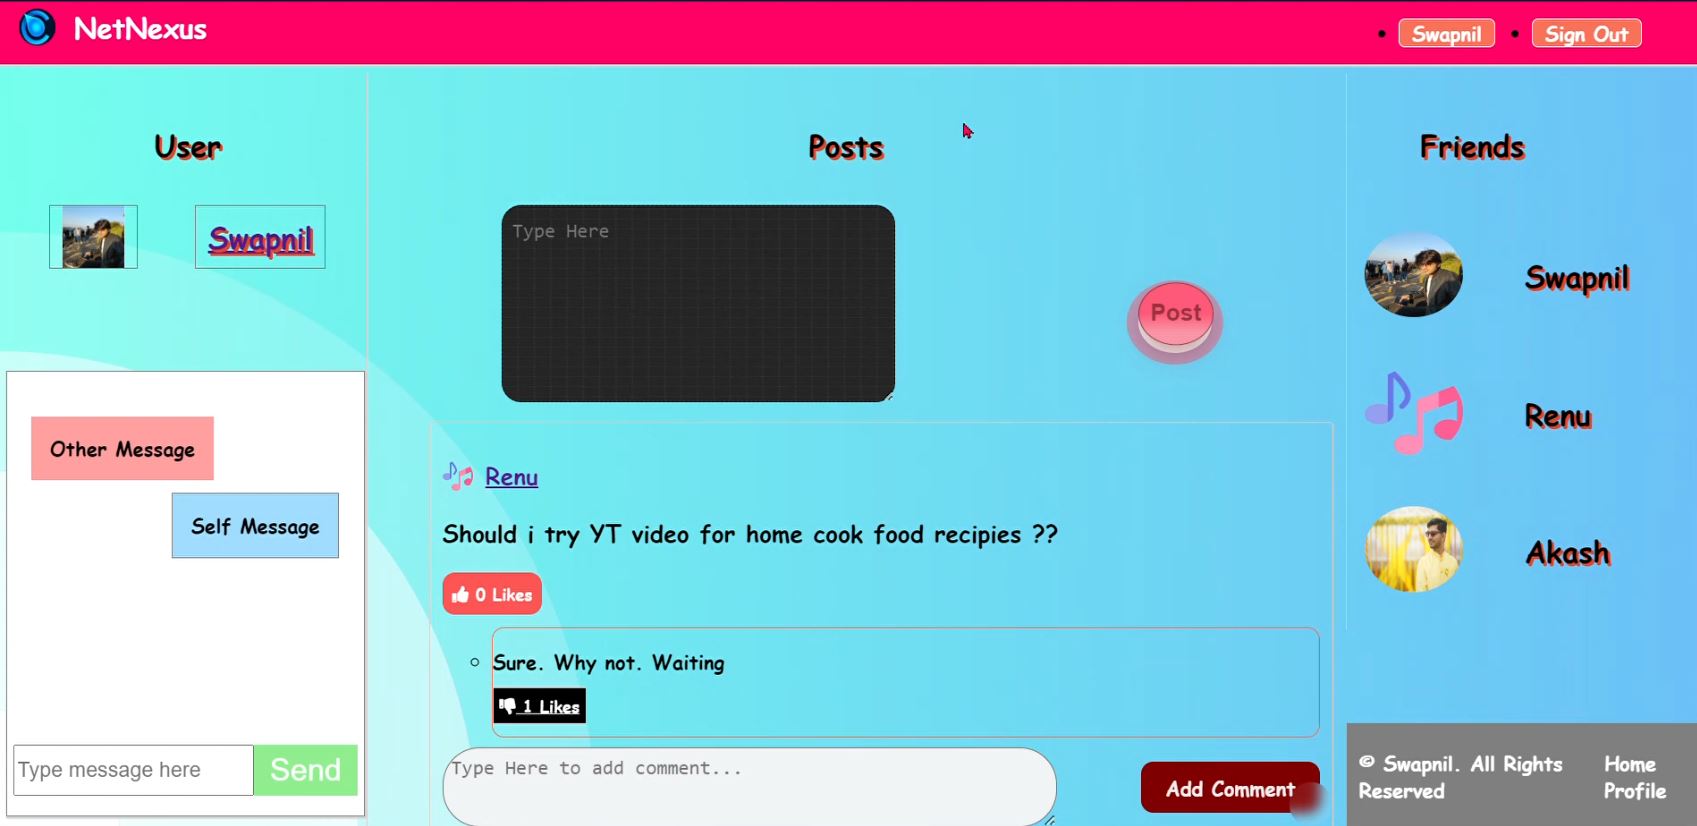 NetNexus
Swapnil
Sign Out
User
Swapnil
Other Message
Self Message
Type message here
Send
Posts
Type Here
Post
Renu
Should i try YT video for home cook food recipies ??
0 Likes
Sure. Why not. Waiting
1 Likes
Type Here to add comment...
Add Comment
Friends
Swapnil
Renu
Akash
© Swapnil. All Rights
Reserved
Home
Profile